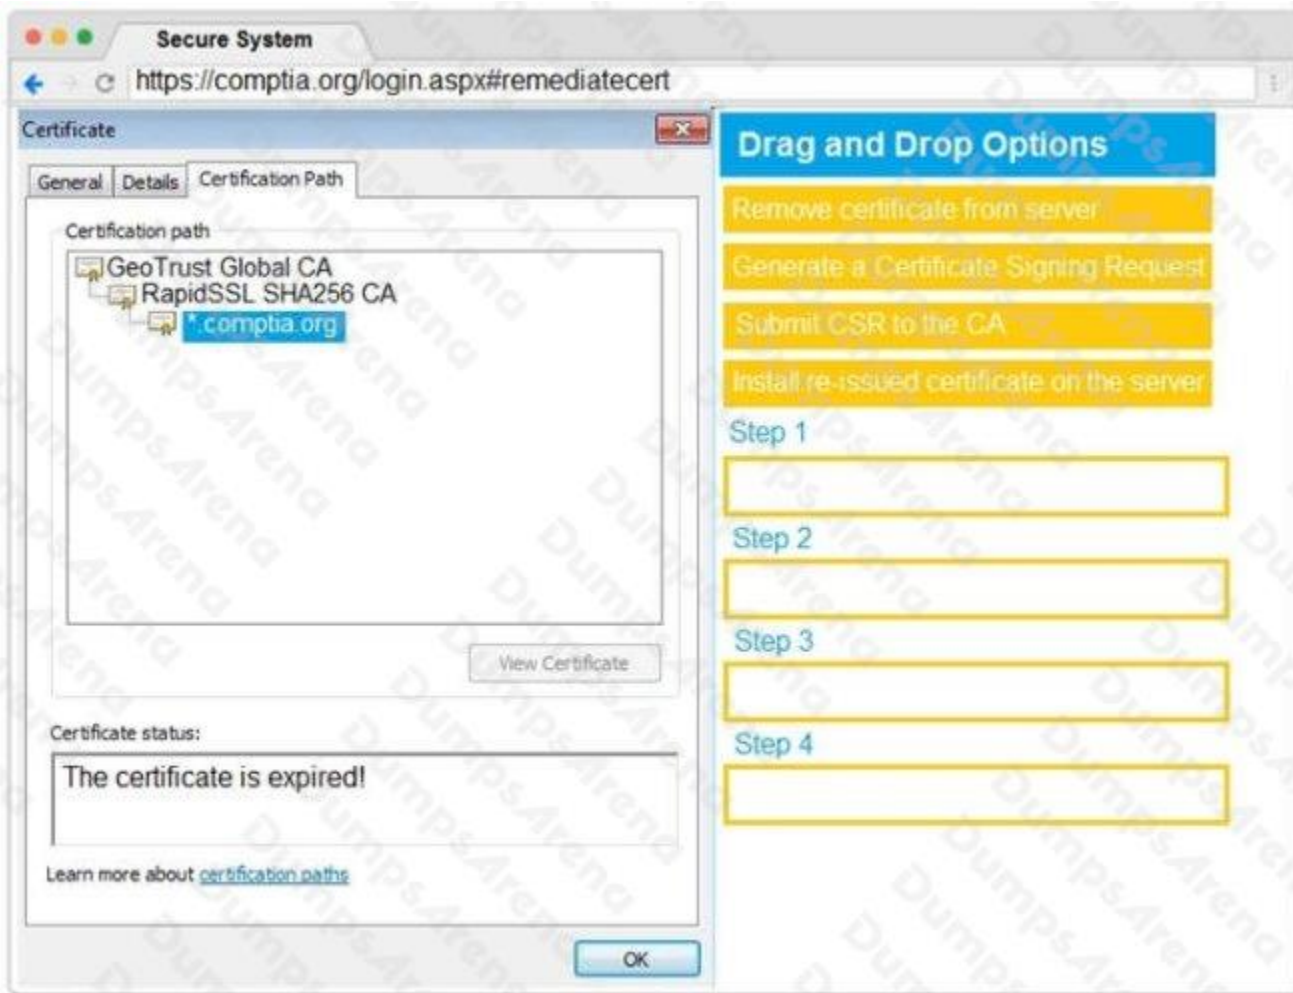 Secure System
https://comptia.org/login.aspx#remediatecert
Certificate
General Details Certification Path
Certification path
GeoTrust Global CA
RapidSSL SHA256 CA
*.comptia.org
View Certificate
Certificate status:
The certificate is expired!
Learn more about certification paths
OK
Drag and Drop Options
Remove certificate from server
Generate a Certificate Signing Request
Submit CSR to the CA
Install re-issued certificate on the server
Step 1
Step 2
Step 3
Step 4
DumpsArena